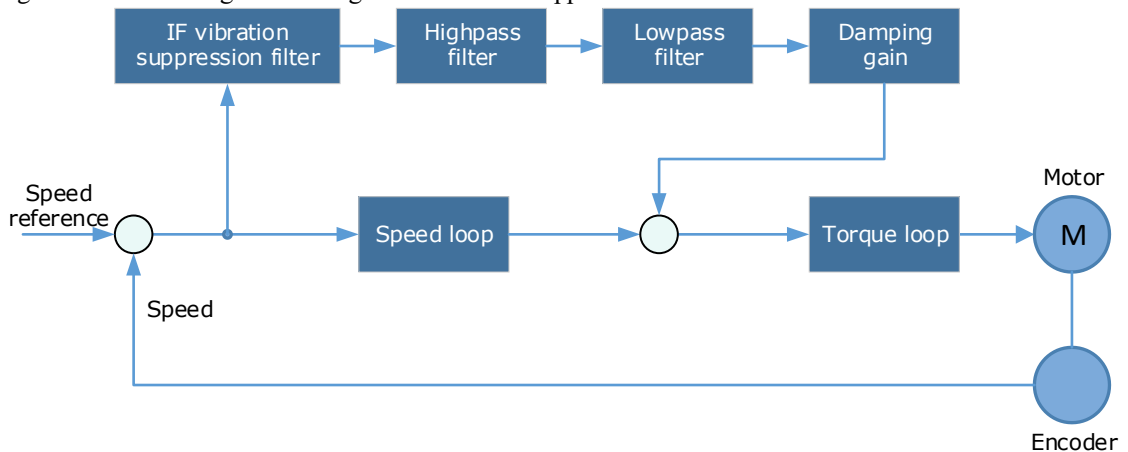 IF vibration
suppression filter
Highpass
filter
Lowpass
filter
Damping
gain
Speed
reference
Speed loop
Torque loop
Motor
M
Speed
Encoder